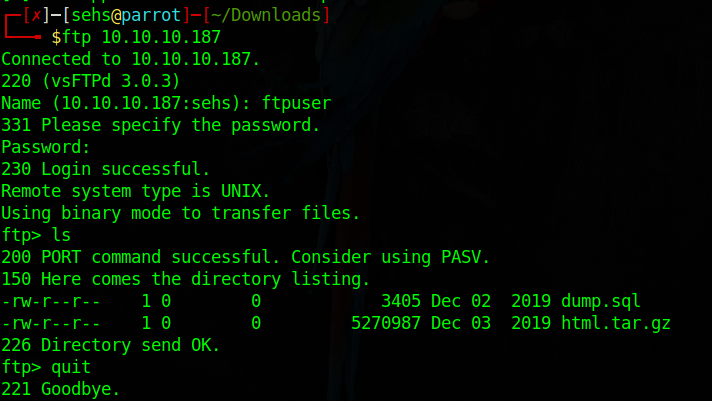 ┌─[✗]─[sehs@parrot]─[~/Downloads]
└──╼ $ftp 10.10.10.187
Connected to 10.10.10.187.
220 (vsFTPd 3.0.3)
Name (10.10.10.187:sehs): ftpuser
331 Please specify the password.
Password:
230 Login successful.
Remote system type is UNIX.
Using binary mode to transfer files.
ftp> ls
200 PORT command successful. Consider using PASV.
150 Here comes the directory listing.
-rw-r--r--    1 0        0            3405 Dec 02  2019 dump.sql
-rw-r--r--    1 0        0         5270987 Dec 03  2019 html.tar.gz
226 Directory send OK.
ftp> quit
221 Goodbye.